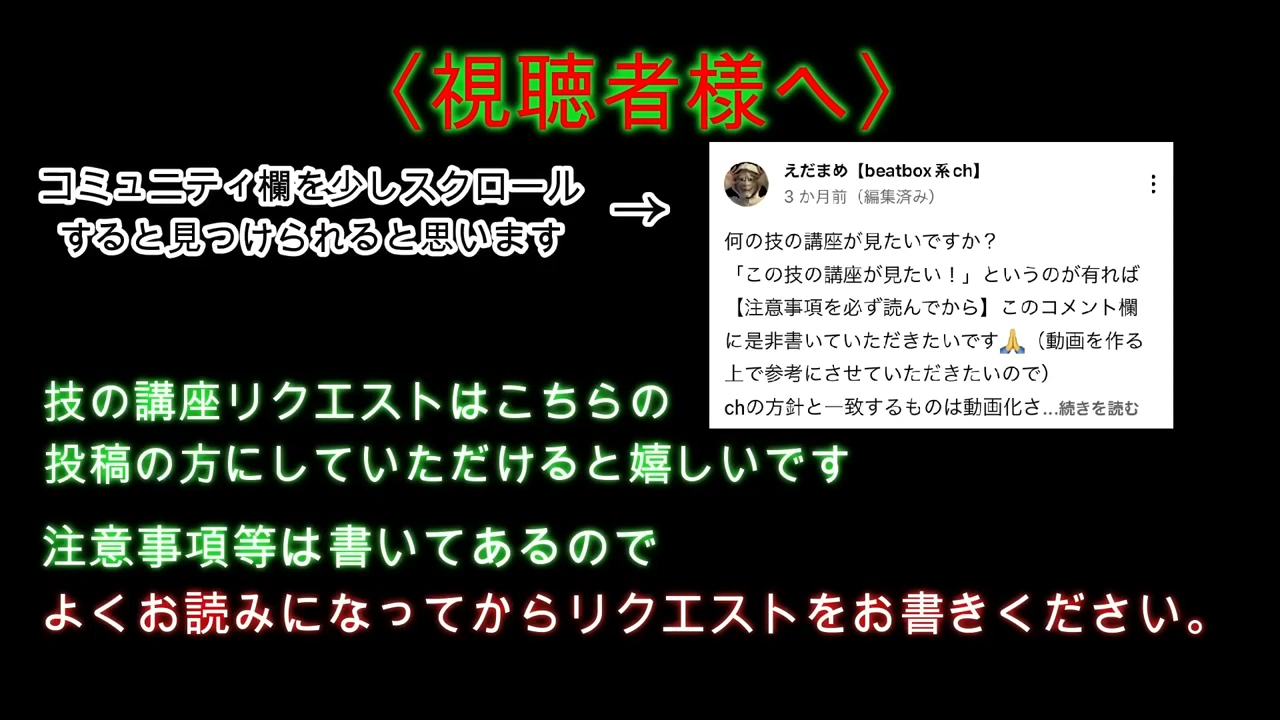 〈視聴者様へ〉
コミュニティ欄を少しスクロール
すると見つけられると思います
→
えだまめ【beatbox系ch】
3 か月前（編集済み）
何の技の講座が見たいですか？
「この技の講座が見たい！」というのが有れば
【注意事項を必ず読んでから】このコメント欄
に是非書いていただきたいです🙏（動画を作る
上で参考にさせていただきたいので）
chの方針と一致するものは動画化さ...続きを読む
技の講座リクエストはこちらの
投稿の方にしていただけると嬉しいです
注意事項等は書いてあるので
よくお読みになってからリクエストをお書きください。